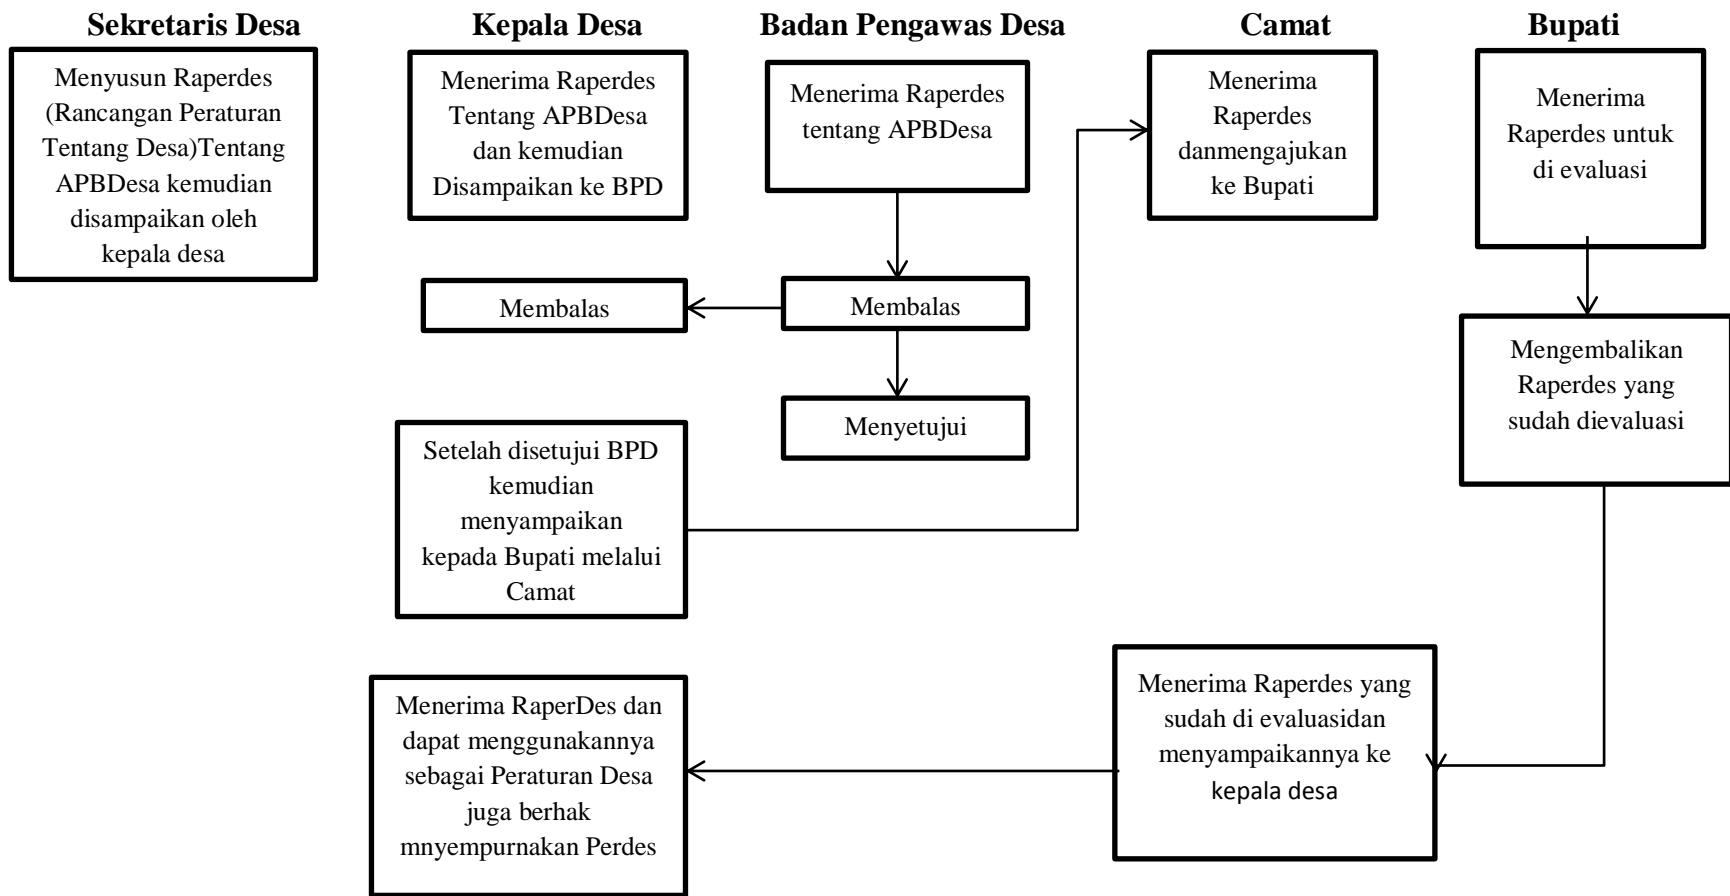 Sekretaris Desa
Kepala Desa
Badan Pengawas Desa
Camat
Bupati
Menyusun Raperdes
(Rancangan Peraturan
Tentang Desa)Tentang
APBDesa kemudian
disampaikan oleh
kepala desa
Menerima Raperdes
Tentang APBDesa
dan kemudian
Disampaikan ke BPD
Menerima Raperdes
tentang APBDesa
Menerima
Raperdes
danmengajukan
ke Bupati
Menerima
Raperdes untuk
di evaluasi
Membalas
Membalas
Menyetujui
Mengembalikan
Raperdes yang
sudah dievaluasi
Setelah disetujui BPD
kemudian
menyampaikan
kepada Bupati melalui
Camat
Menerima Raperdes yang
sudah di evaluasidan
menyampaikannya ke
kepala desa
Menerima RaperDes dan
dapat menggunakannya
sebagai Peraturan Desa
juga berhak
mnyempurnakan Perdes